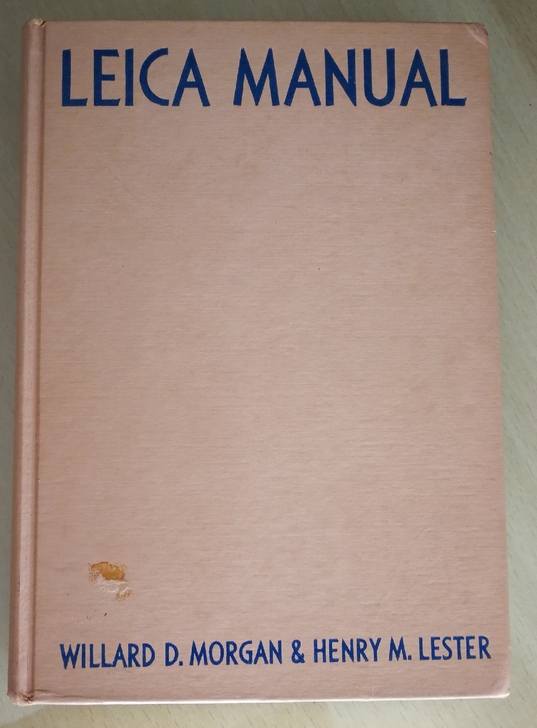 LEICA MANUAL
WILLARD D. MORGAN & HENRY M. LESTER